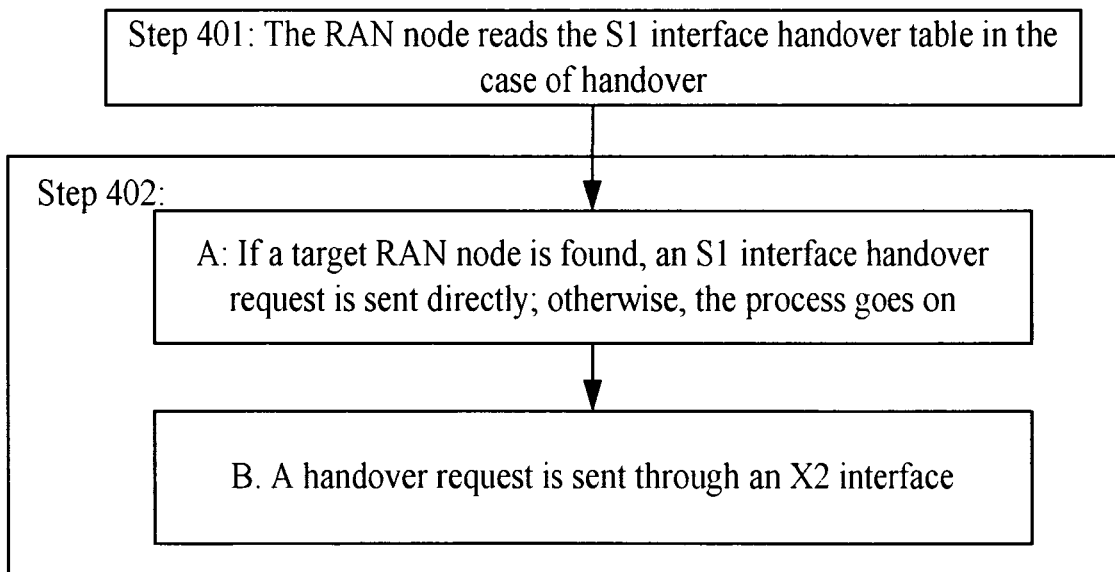 Step 401: The RAN node reads the S1 interface handover table in the
case of handover
Step 402:
A: If a target RAN node is found, an S1 interface handover
request is sent directly; otherwise, the process goes on
B. A handover request is sent through an X2 interface